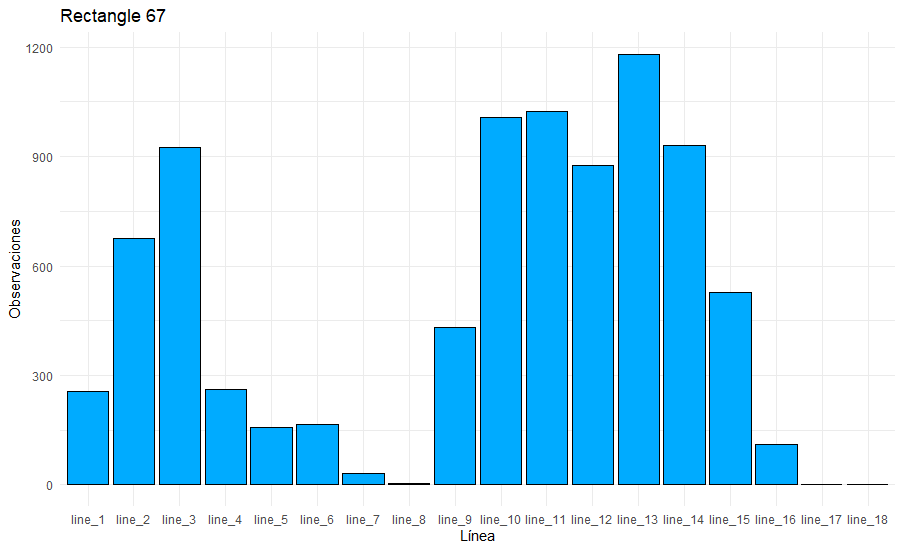 Rectangle 67
1200
900
600
300
0
Observaciones
line_1 line_2 line_3 line_4 line_5 line_6 line_7 line_8 line_9 line_10 line_11 line_12 line_13 line_14 line_15 line_16 line_17 line_18
Línea